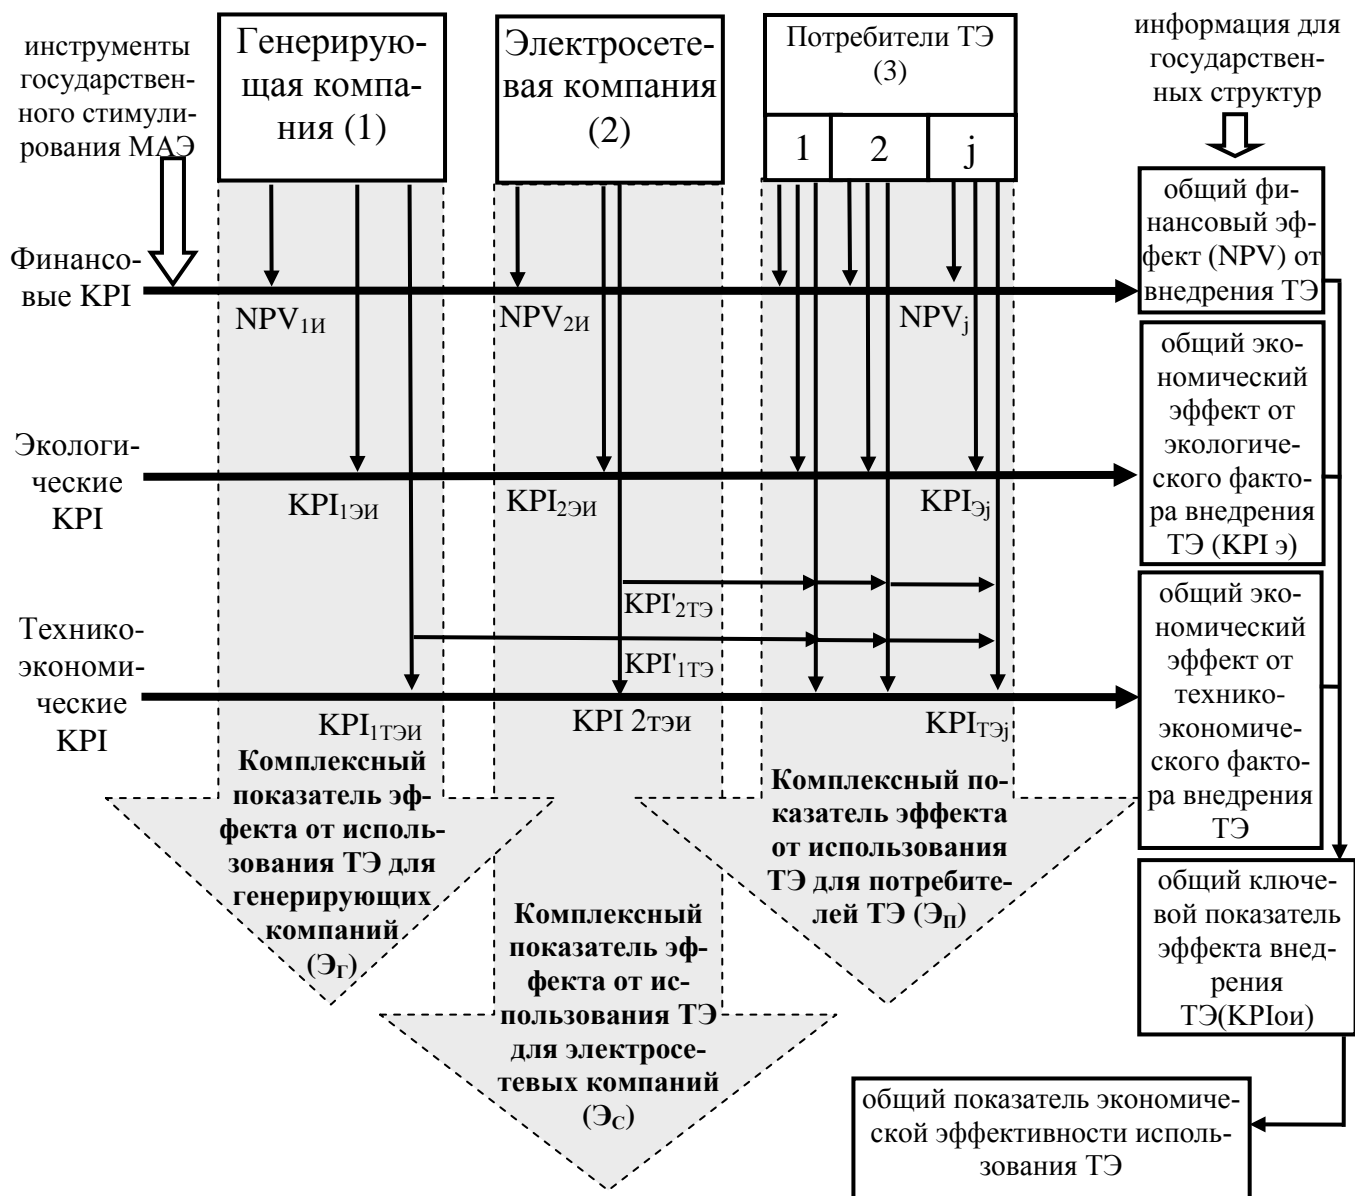 инструменты
государствен-
ного стимули-
рования МАЭ
Генерирую-
щая компа-
ния (1)
Электросете-
вая компания
(2)
Потребители ТЭ
(3)
1
2
j
информация для
государствен-
ных структур
Финансо-
вые KPI
NPV1И
NPV2И
NPVj
общий фи-
нансовый эф-
фект (NPV) от
внедрения ТЭ
Экологи-
ческие
KPI
KPI1ЭИ
KPI2ЭИ
KPIЭj
общий эко-
номический
эффект от
экологиче-
ского факто-
ра внедрения
ТЭ (KPI э)
KPI'2ТЭ
KPI'1ТЭ
Технико-
экономи-
ческие
KPI
KPI1ТЭИ
KPI 2тэи
KPIТЭj
общий эко-
номический
эффект от
технико-
экономиче-
ского факто-
ра внедрения
ТЭ
Комплексный
показатель эф-
фекта от исполь-
зования ТЭ для
генерирующих
компаний
(ЭГ)
Комплексный
показатель эф-
фекта от ис-
пользования ТЭ
для электросе-
тевых компаний
(ЭС)
Комплексный по-
казатель эффекта
от использования
ТЭ для потребите-
лей ТЭ (ЭП)
общий ключе-
вой показатель
эффекта внед-
рения
ТЭ(KPIои)
общий показатель экономиче-
ской эффективности исполь-
зования ТЭ